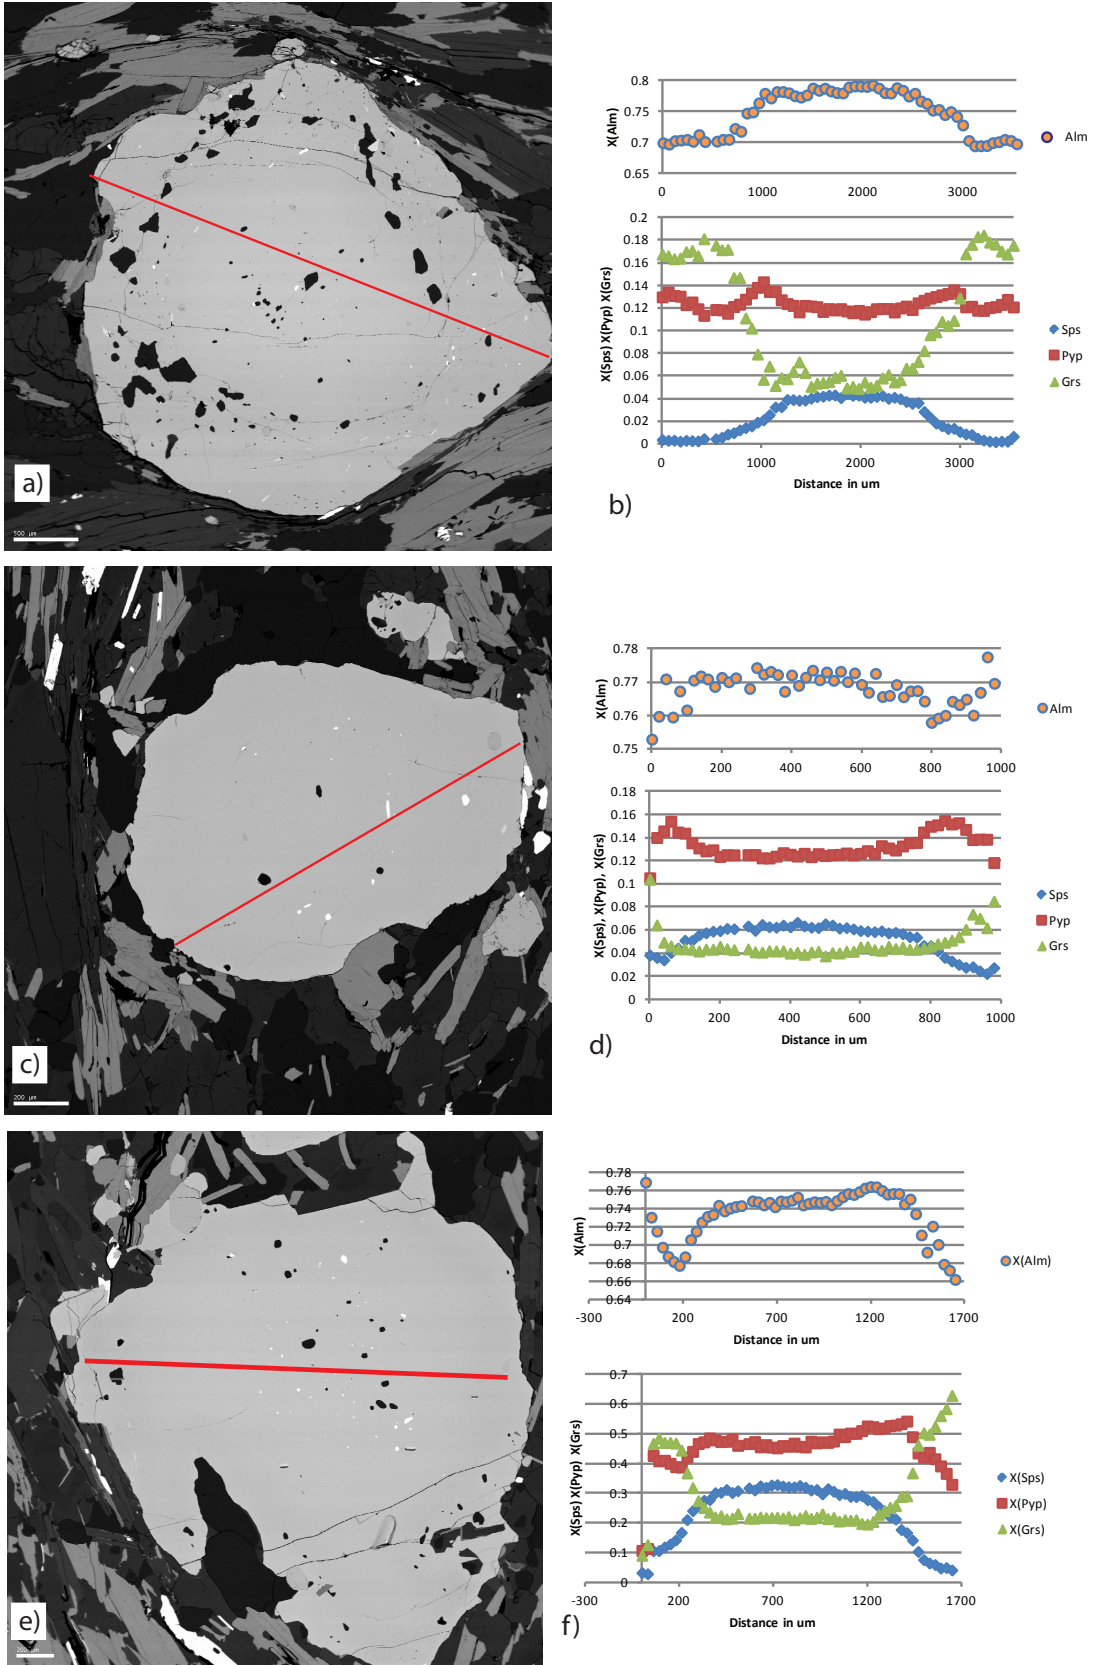 a)
500 µm
0.8
0.75
0.7
0.65
X(Alm)
0
1000
2000
3000
Alm
0.2
0.18
0.16
0.14
0.12
0.1
0.08
0.06
0.04
0.02
0
X(Sps) X(Pyp) X(Grs)
0
1000
2000
3000
Distance in um
Sps
Pyp
Grs
b)
c)
200 µm
0.78
0.77
0.76
0.75
X(Alm)
0
200
400
600
800
1000
Alm
0.18
0.16
0.14
0.12
0.1
0.08
0.06
0.04
0.02
0
X(Sps), X(Pyp), X(Grs)
0
200
400
600
800
1000
Distance in um
Sps
Pyp
Grs
d)
e)
200 µm
0.78
0.76
0.74
0.72
0.7
0.68
0.66
0.64
X(Alm)
-300
200
700
1200
1700
Distance in um
X(Alm)
0.7
0.6
0.5
0.4
0.3
0.2
0.1
0
X(Sps) X(Pyp) X(Grs)
-300
200
700
1200
1700
Distance in um
X(Sps)
X(Pyp)
X(Grs)
f)